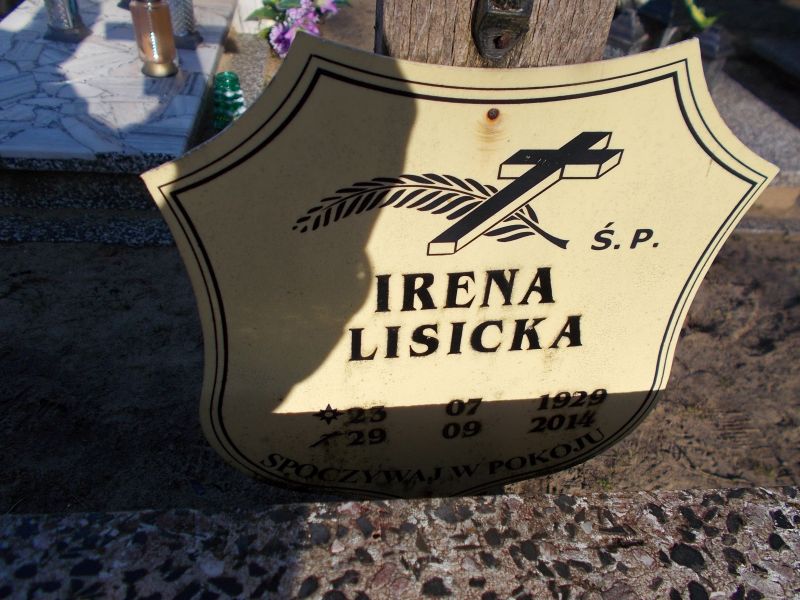 Ś.P.
IRENA
LISICKA
23 07 1929
29 09 2014
SPOCZYWAJ W POKOJU